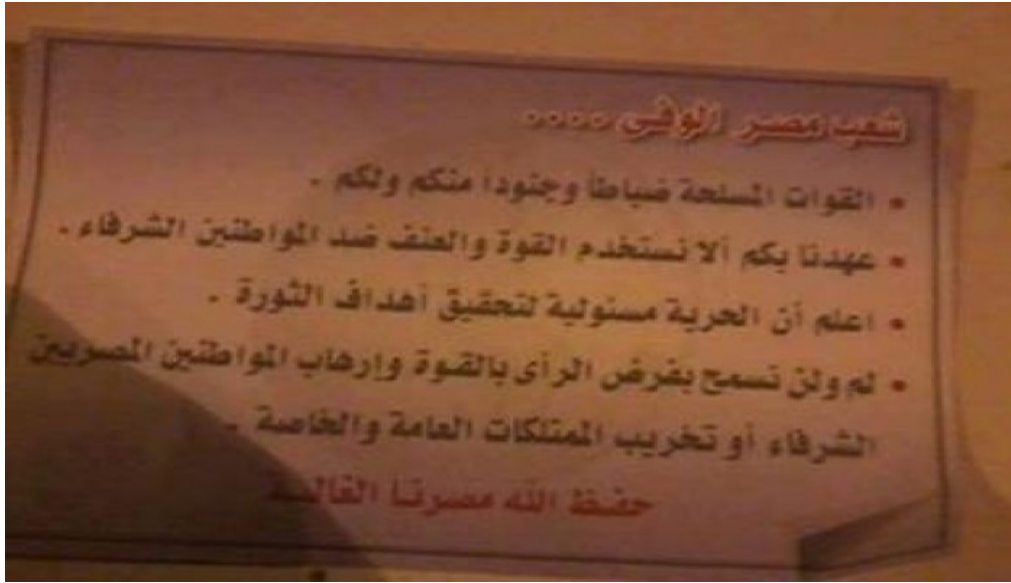 شعب مصر الوفى ....
• القوات المسلحة ضباطاً وجنودا منكم ولكم .
• عهدنا بكم ألا نستخدم القوة والعنف ضد المواطنين الشرفاء .
• اعلم أن الحرية مسئولية لتحقيق أهداف الثورة .
• لم ولن نسمح بفرض الرأى بالقوة وإرهاب المواطنين المصريين
الشرفاء أو تخريب الممتلكات العامة والخاصة .
حفظ الله مصرنا الغالية